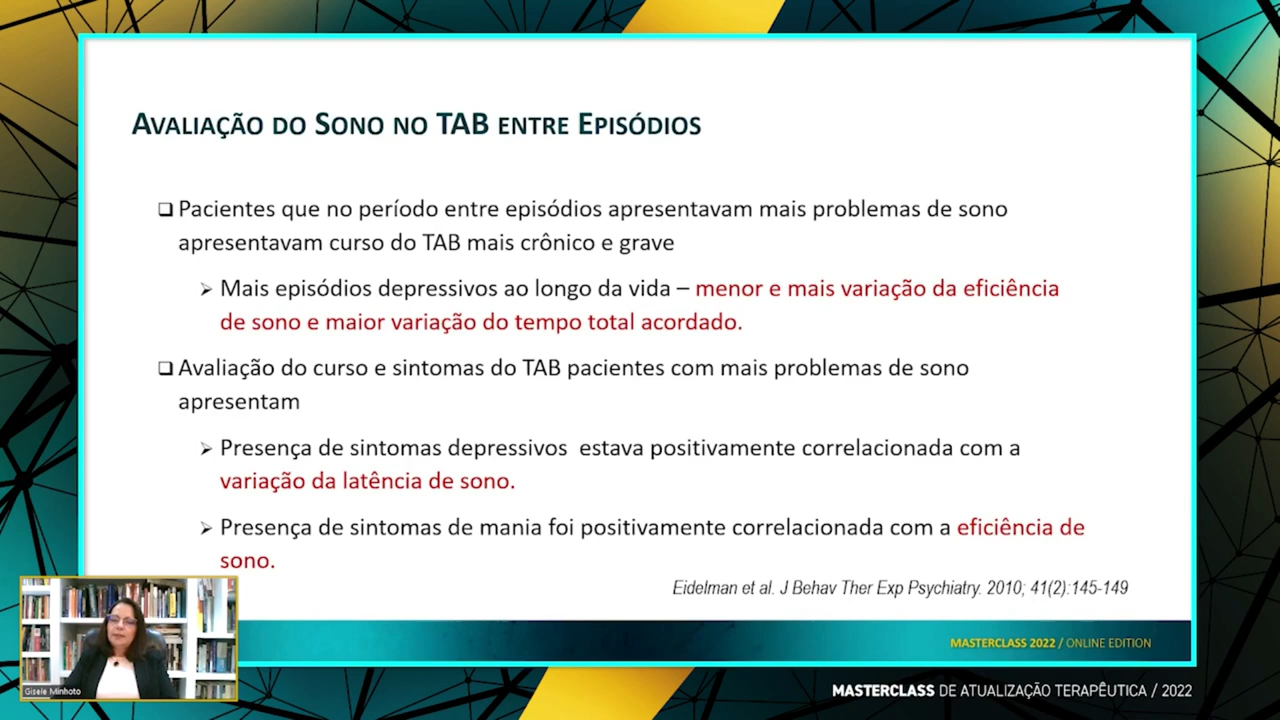 AVALIAÇÃO DO SONO NO TAB ENTRE EPISÓDIOS
Pacientes que no período entre episódios apresentavam mais problemas de sono
apresentavam curso do TAB mais crônico e grave
Mais episódios depressivos ao longo da vida – menor e mais variação da eficiência
de sono e maior variação do tempo total acordado.
Avaliação do curso e sintomas do TAB pacientes com mais problemas de sono
apresentam
Presença de sintomas depressivos estava positivamente correlacionada com a
variação da latência de sono.
Presença de sintomas de mania foi positivamente correlacionada com a eficiência de
sono.
Eidelman et al. J Behav Ther Exp Psychiatry. 2010; 41(2):145-149
MASTERCLASS 2022 / ONLINE EDITION
Gisele Minhoto
MASTERCLASS DE ATUALIZAÇÃO TERAPÊUTICA / 2022